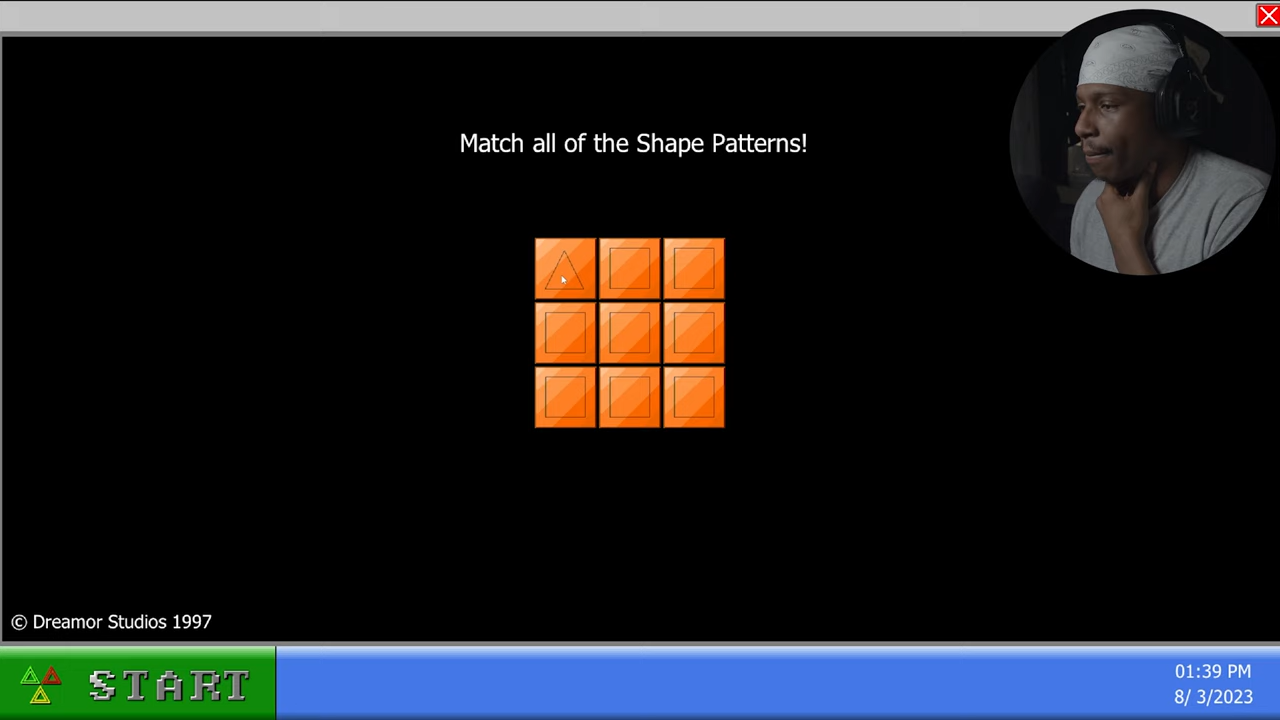 Match all of the Shape Patterns!
© Dreamor Studios 1997
START
01:39 PM
8/ 3/2023